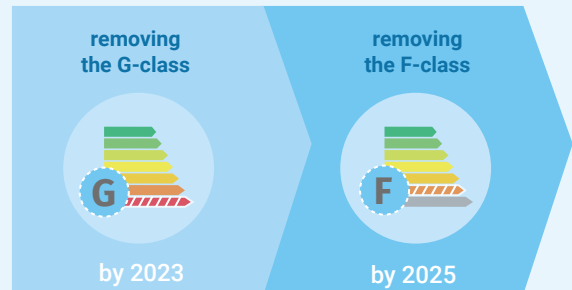 removing
the G-class
G
by 2023
removing
the F-class
F
by 2025